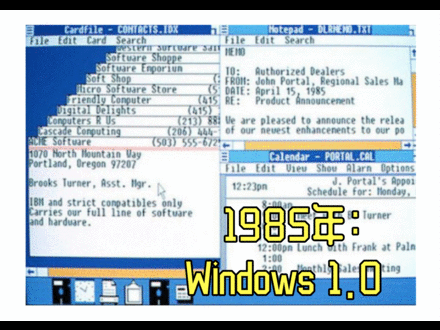 Cardfile - CONTACTS.IDX
File Edit Card Search
Western Software Sale
Software Shoppe
Software Emporium
Soft Shop
Micro Software Store
Friendly Computer (415
Digital Delights (415)
Computers R Us (213) 88
Cascade Computing (206) 444-
ACME Software (503) 555-672
1070 North Mountain Way
Portland, Oregon 97207
Brooks Turner, Asst. Mgr.
IBM and strict compatibles only
Carries our full line of software
and hardware.
Notepad - DLRMEMO.TXT
File Edit Search
MEMO
TO: Authorized Dealers
FROM: John Portal, Regional Sales Ma
DATE: April 15, 1985
RE: Product Announcement
We are pleased to announce the relea
of our newest enhancements to our po
Calendar - PORTAL.CAL
File Edit View Show Alarm Options
12:23pm J. Portal's Appoi
Schedule for: Monday,
8:00am
Turner
12:00pm Lunch with Frank at Palm
1:00
2:00 Monthly Sales Meeting
1985年:
Windows 1.0